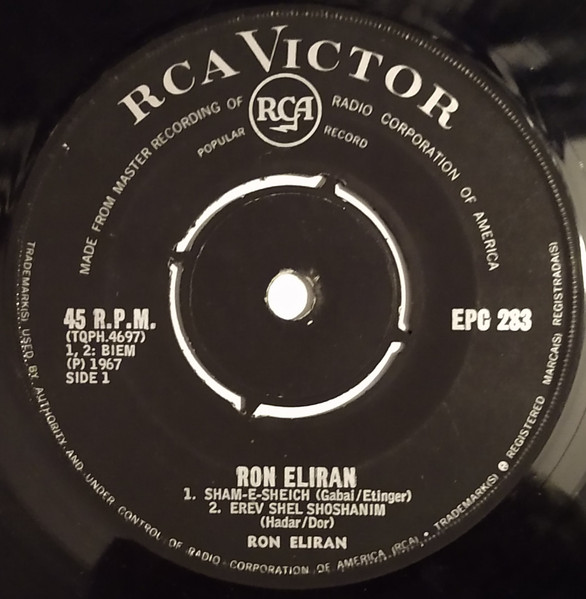 RCA VICTOR
MADE FROM MASTER RECORDING OF RCA RADIO CORPORATION OF AMERICA
POPULAR RECORD
45 R.P.M.
(TQPH.4697)
1, 2: BIEM
(P) 1967
SIDE 1
EPC 283
RON ELIRAN
1. SHAM-E-SHEICH (Gabai/Etinger)
2. EREV SHEL SHOSHANIM
(Hadar/Dor)
RON ELIRAN
TRADEMARK(S) USED BY AUTHORITY AND UNDER CONTROL OF RADIO CORPORATION OF AMERICA (RCA) • TRADEMARK(S) ® REGISTERED MARCA(S) REGISTRADA(S)